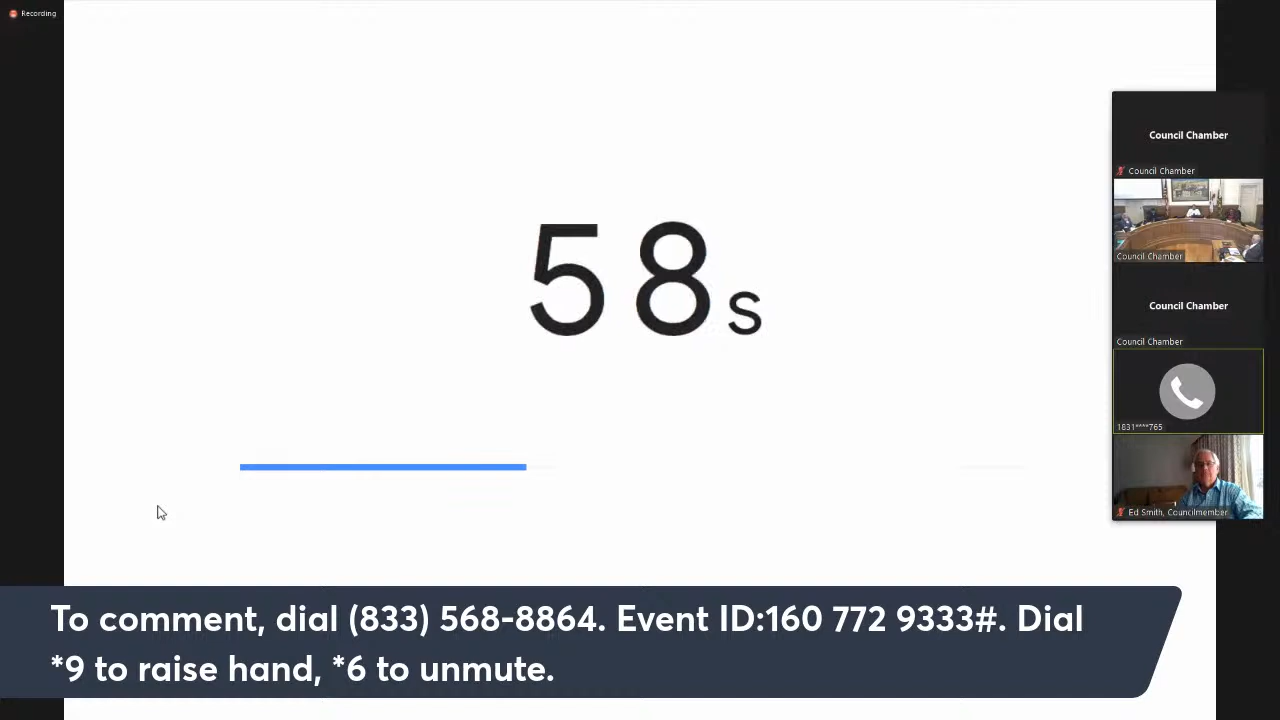 Recording
58s
Council Chamber
Council Chamber
Council Chamber
Council Chamber
Council Chamber
1831****765
Ed Smith, Councilmember
To comment, dial (833) 568-8864. Event ID:160 772 9333#. Dial
*9 to raise hand, *6 to unmute.